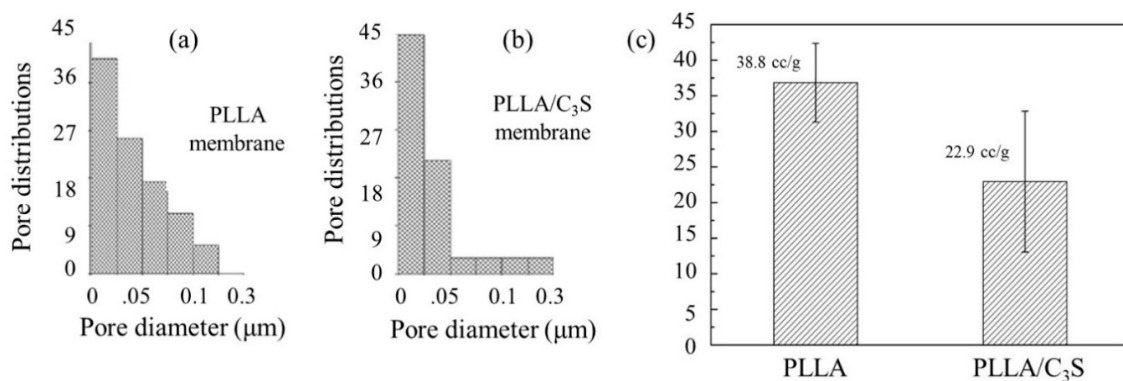 (a)
Pore distributions
45
36
27
18
9
0
PLLA
membrane
0 .05 0.1 0.3
Pore diameter (μm)
(b)
Pore distributions
45
36
27
18
9
0
PLLA/C₃S
membrane
0 .05 0.1 0.3
Pore diameter (μm)
(c)
45
40
35
30
25
20
15
10
5
0
38.8 cc/g
22.9 cc/g
PLLA PLLA/C₃S